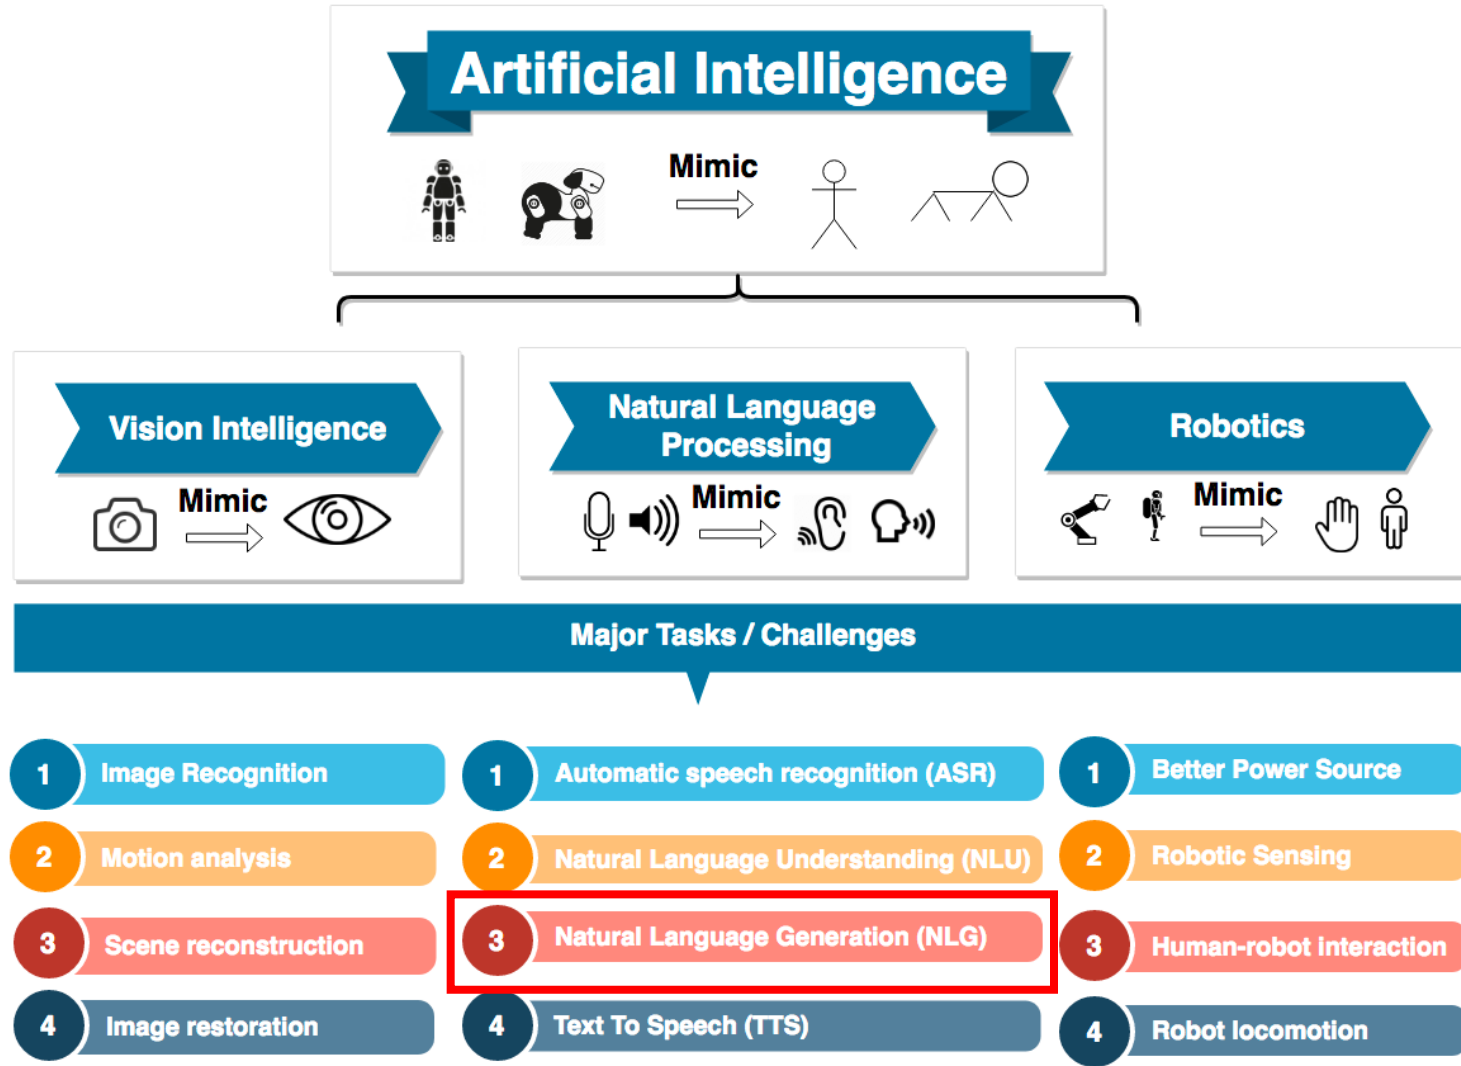 Artificial Intelligence
Mimic
Vision Intelligence
Mimic
Natural Language
Processing
Mimic
Robotics
Mimic
Major Tasks / Challenges
1 Image Recognition
2 Motion analysis
3 Scene reconstruction
4 Image restoration
1 Automatic speech recognition (ASR)
2 Natural Language Understanding (NLU)
3 Natural Language Generation (NLG)
4 Text To Speech (TTS)
1 Better Power Source
2 Robotic Sensing
3 Human-robot interaction
4 Robot locomotion